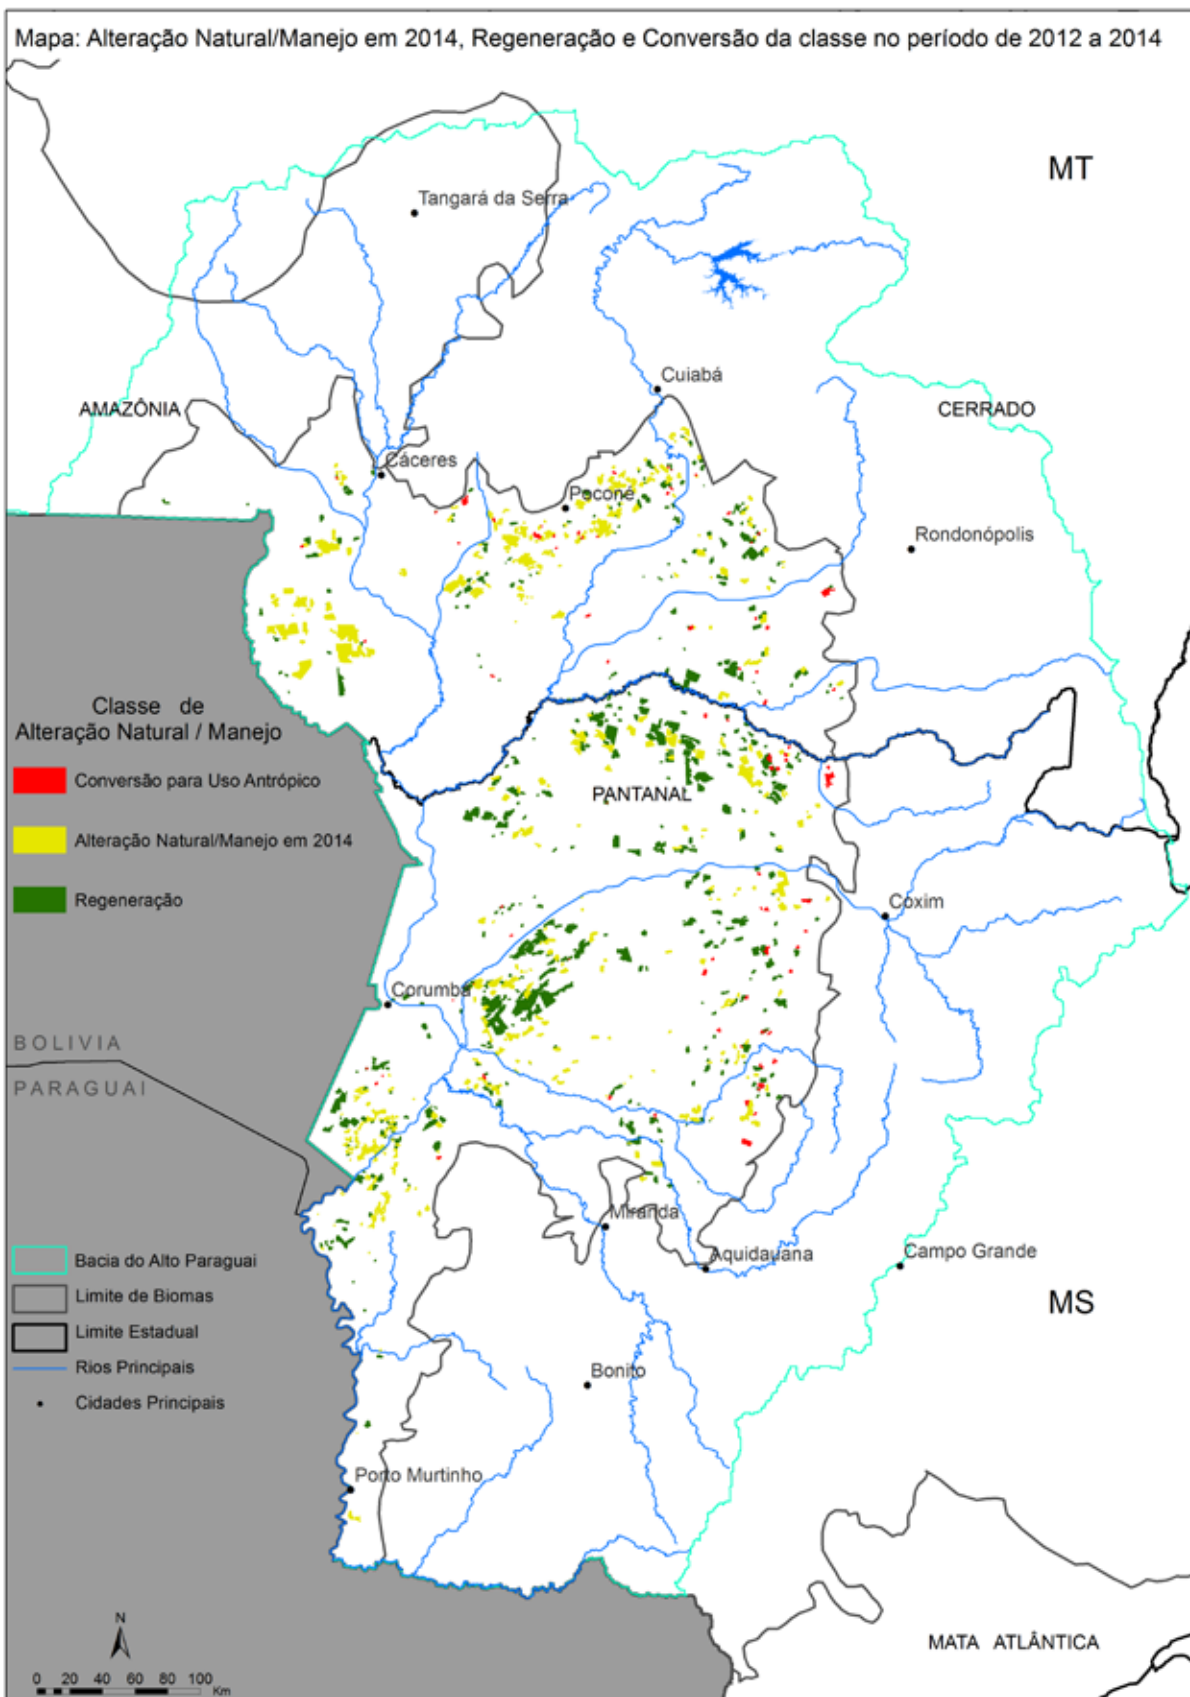 Mapa: Alteração Natural/Manejo em 2014, Regeneração e Conversão da classe no período de 2012 a 2014
MT
Tangará da Serra
Cuiabá
AMAZÔNIA
CERRADO
Cáceres
Poconé
Rondonópolis
Classe de
Alteração Natural / Manejo
Conversão para Uso Antrópico
PANTANAL
Alteração Natural/Manejo em 2014
Regeneração
Coxim
Corumbá
BOLIVIA
PARAGUAI
Miranda
Aquidauana
Campo Grande
Bacia do Alto Paraguai
Limite de Biomas
MS
Limite Estadual
Rios Principais
Bonito
Cidades Principais
Porto Murtinho
N
MATA ATLÂNTICA
0 20 40 60 80 100
Km